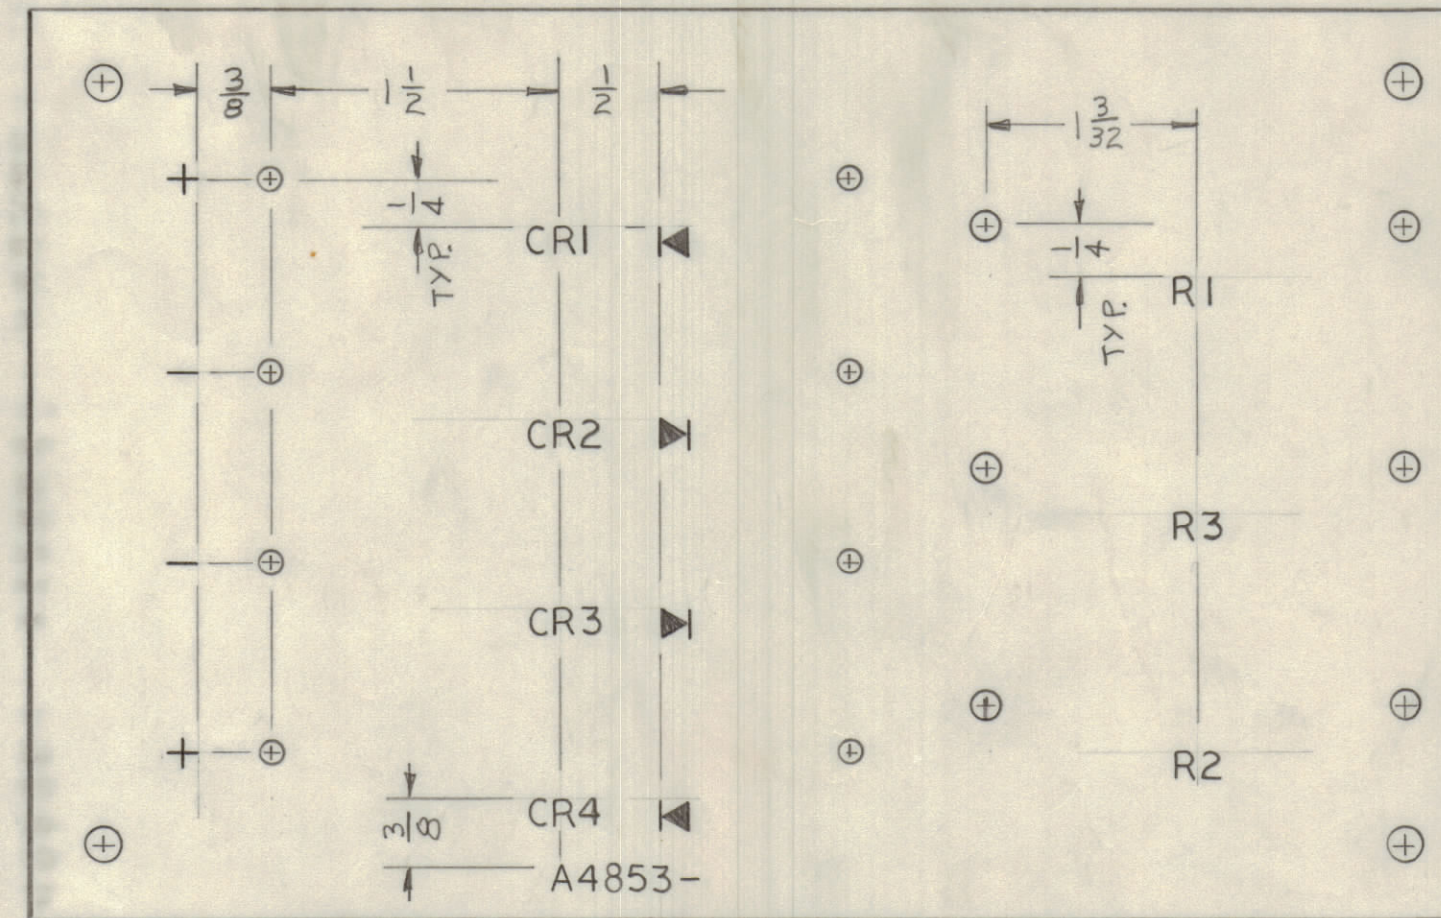 3/8 1 1/2 1/2
1 3/32
+
1/4 TYP.
CR1
1/4 TYP.
R1
−
CR2
R3
−
CR3
+
R2
CR4
3/8
A4853-